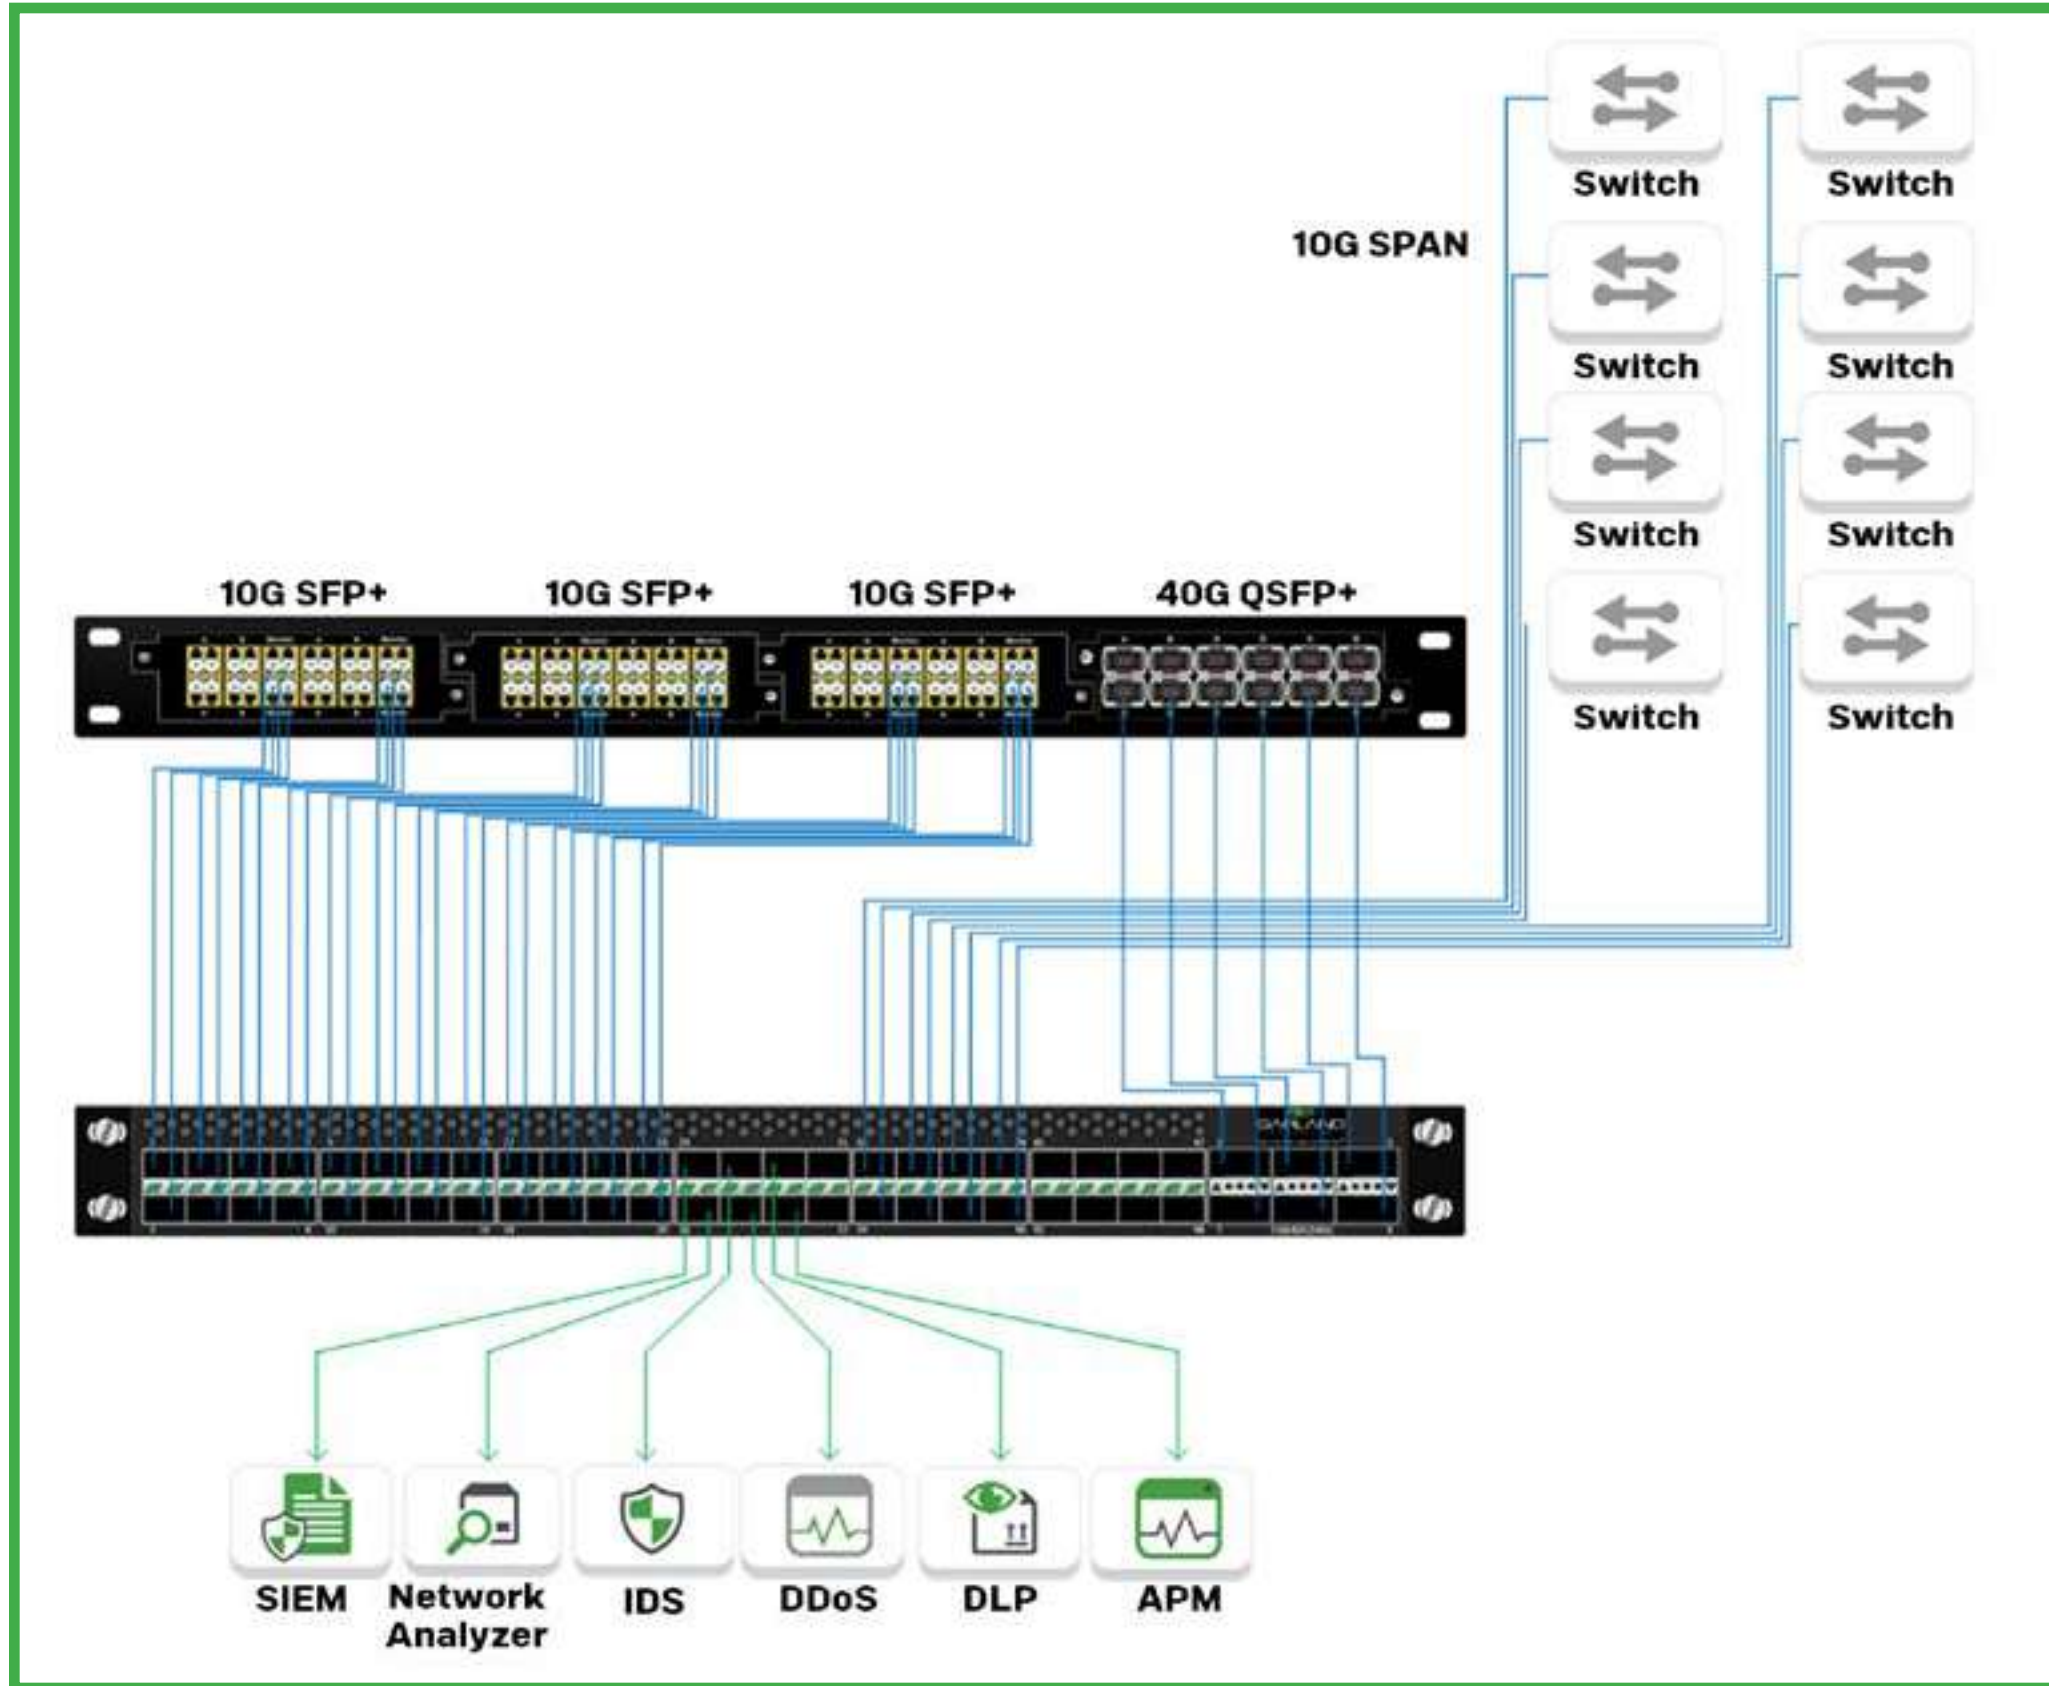 Switch
Switch
10G SPAN
Switch
Switch
Switch
Switch
10G SFP+
10G SFP+
10G SFP+
40G QSFP+
Switch
Switch
GARLAND
SIEM
Network
Analyzer
IDS
DDoS
DLP
APM